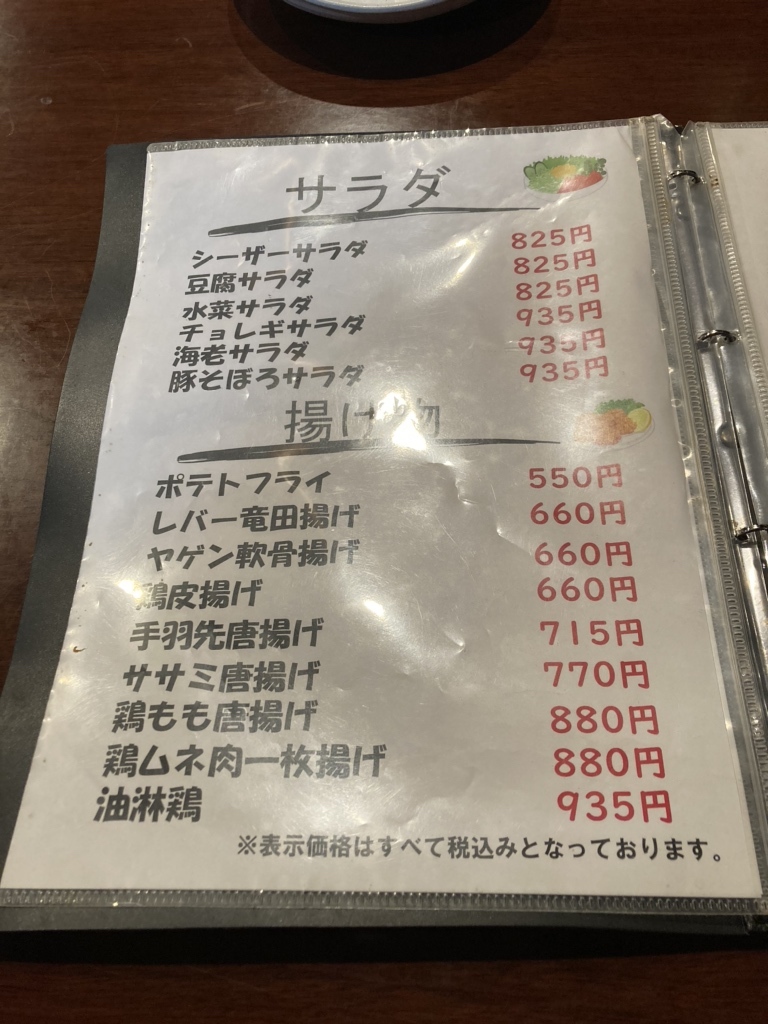 サラダ
シーザーサラダ 825円
豆腐サラダ 825円
水菜サラダ 825円
チョレギサラダ 935円
海老サラダ 935円
豚そぼろサラダ 935円
揚げ物
ポテトフライ 550円
レバー竜田揚げ 660円
ヤゲン軟骨揚げ 660円
鶏皮揚げ 660円
手羽先唐揚げ 715円
ササミ唐揚げ 770円
鶏もも唐揚げ 880円
鶏ムネ肉一枚揚げ 880円
油淋鶏 935円
※表示価格はすべて税込みとなっております。